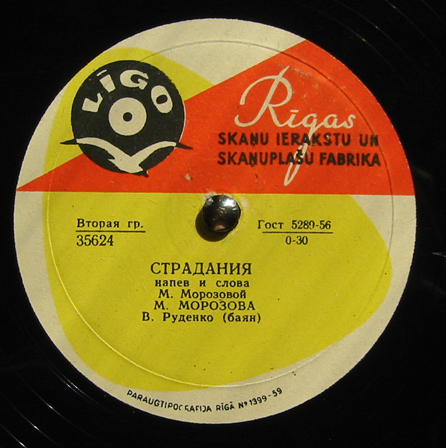 LĪGO
Rīgas
SKAŅU IERAKSTU UN
SKAŅUPLAŠU FABRIKA
Вторая гр.
35624
Гост 5289-56
0-30
СТРАДАНИЯ
напев и слова
М. Морозовой
М. МОРОЗОВА
В. Руденко (баян)
PARAUGTIPOGRAFIJA RĪGĀ Nº1399-59